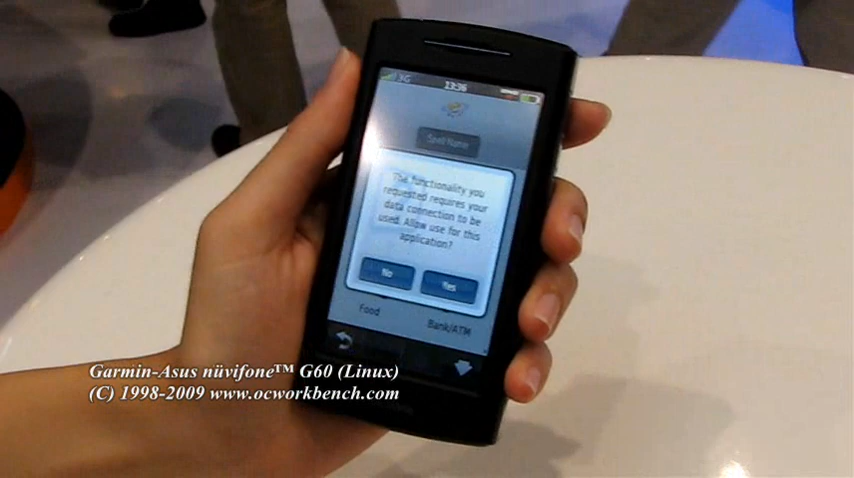 3G 13:36
Spell Name
The functionality you
requested requires your
data connection to be
used. Allow use for this
application?
No Yes
Food Bank/ATM
Garmin-Asus nüvifone™ G60 (Linux)
(C) 1998-2009 www.ocworkbench.com